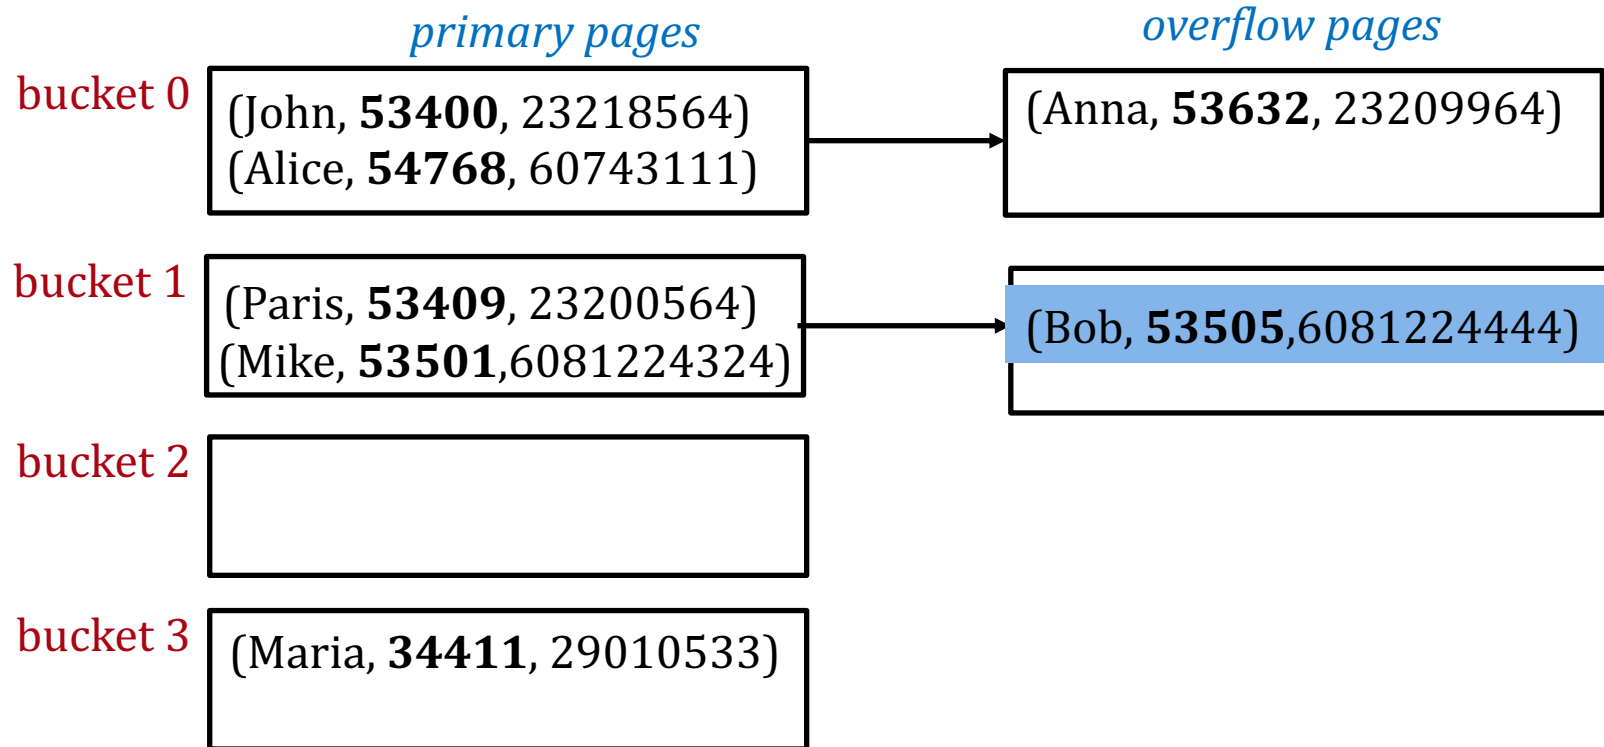 primary pages
overflow pages
bucket 0
(John, 53400, 23218564)
(Alice, 54768, 60743111)
(Anna, 53632, 23209964)
bucket 1
(Paris, 53409, 23200564)
(Mike, 53501,6081224324)
(Bob, 53505,6081224444)
bucket 2
bucket 3
(Maria, 34411, 29010533)